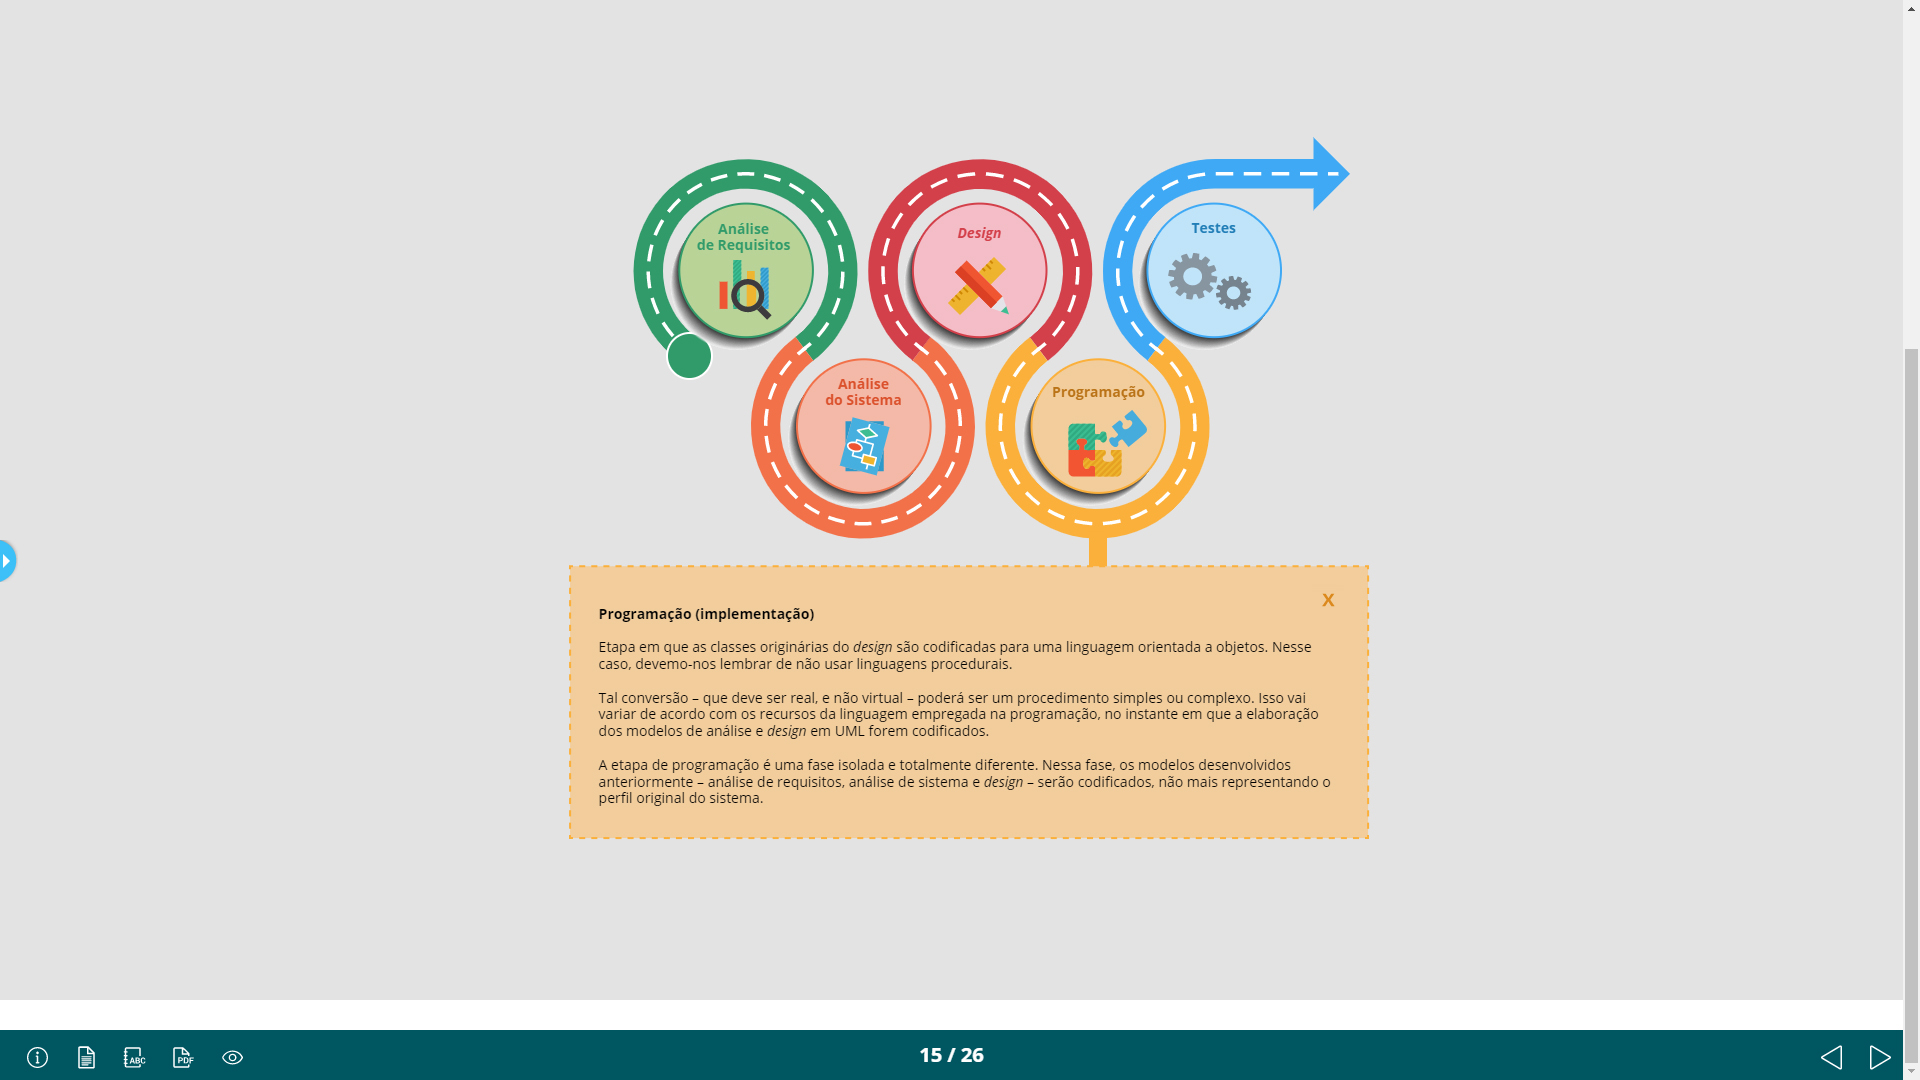 Análise
de Requisitos
Design
Testes
Análise
do Sistema
Programação
X
Programação (implementação)
Etapa em que as classes originárias do design são codificadas para uma linguagem orientada a objetos. Nesse
caso, devemo-nos lembrar de não usar linguagens procedurais.
Tal conversão – que deve ser real, e não virtual – poderá ser um procedimento simples ou complexo. Isso vai
variar de acordo com os recursos da linguagem empregada na programação, no instante em que a elaboração
dos modelos de análise e design em UML forem codificados.
A etapa de programação é uma fase isolada e totalmente diferente. Nessa fase, os modelos desenvolvidos
anteriormente – análise de requisitos, análise de sistema e design – serão codificados, não mais representando o
perfil original do sistema.
ABC
PDF
15 / 26